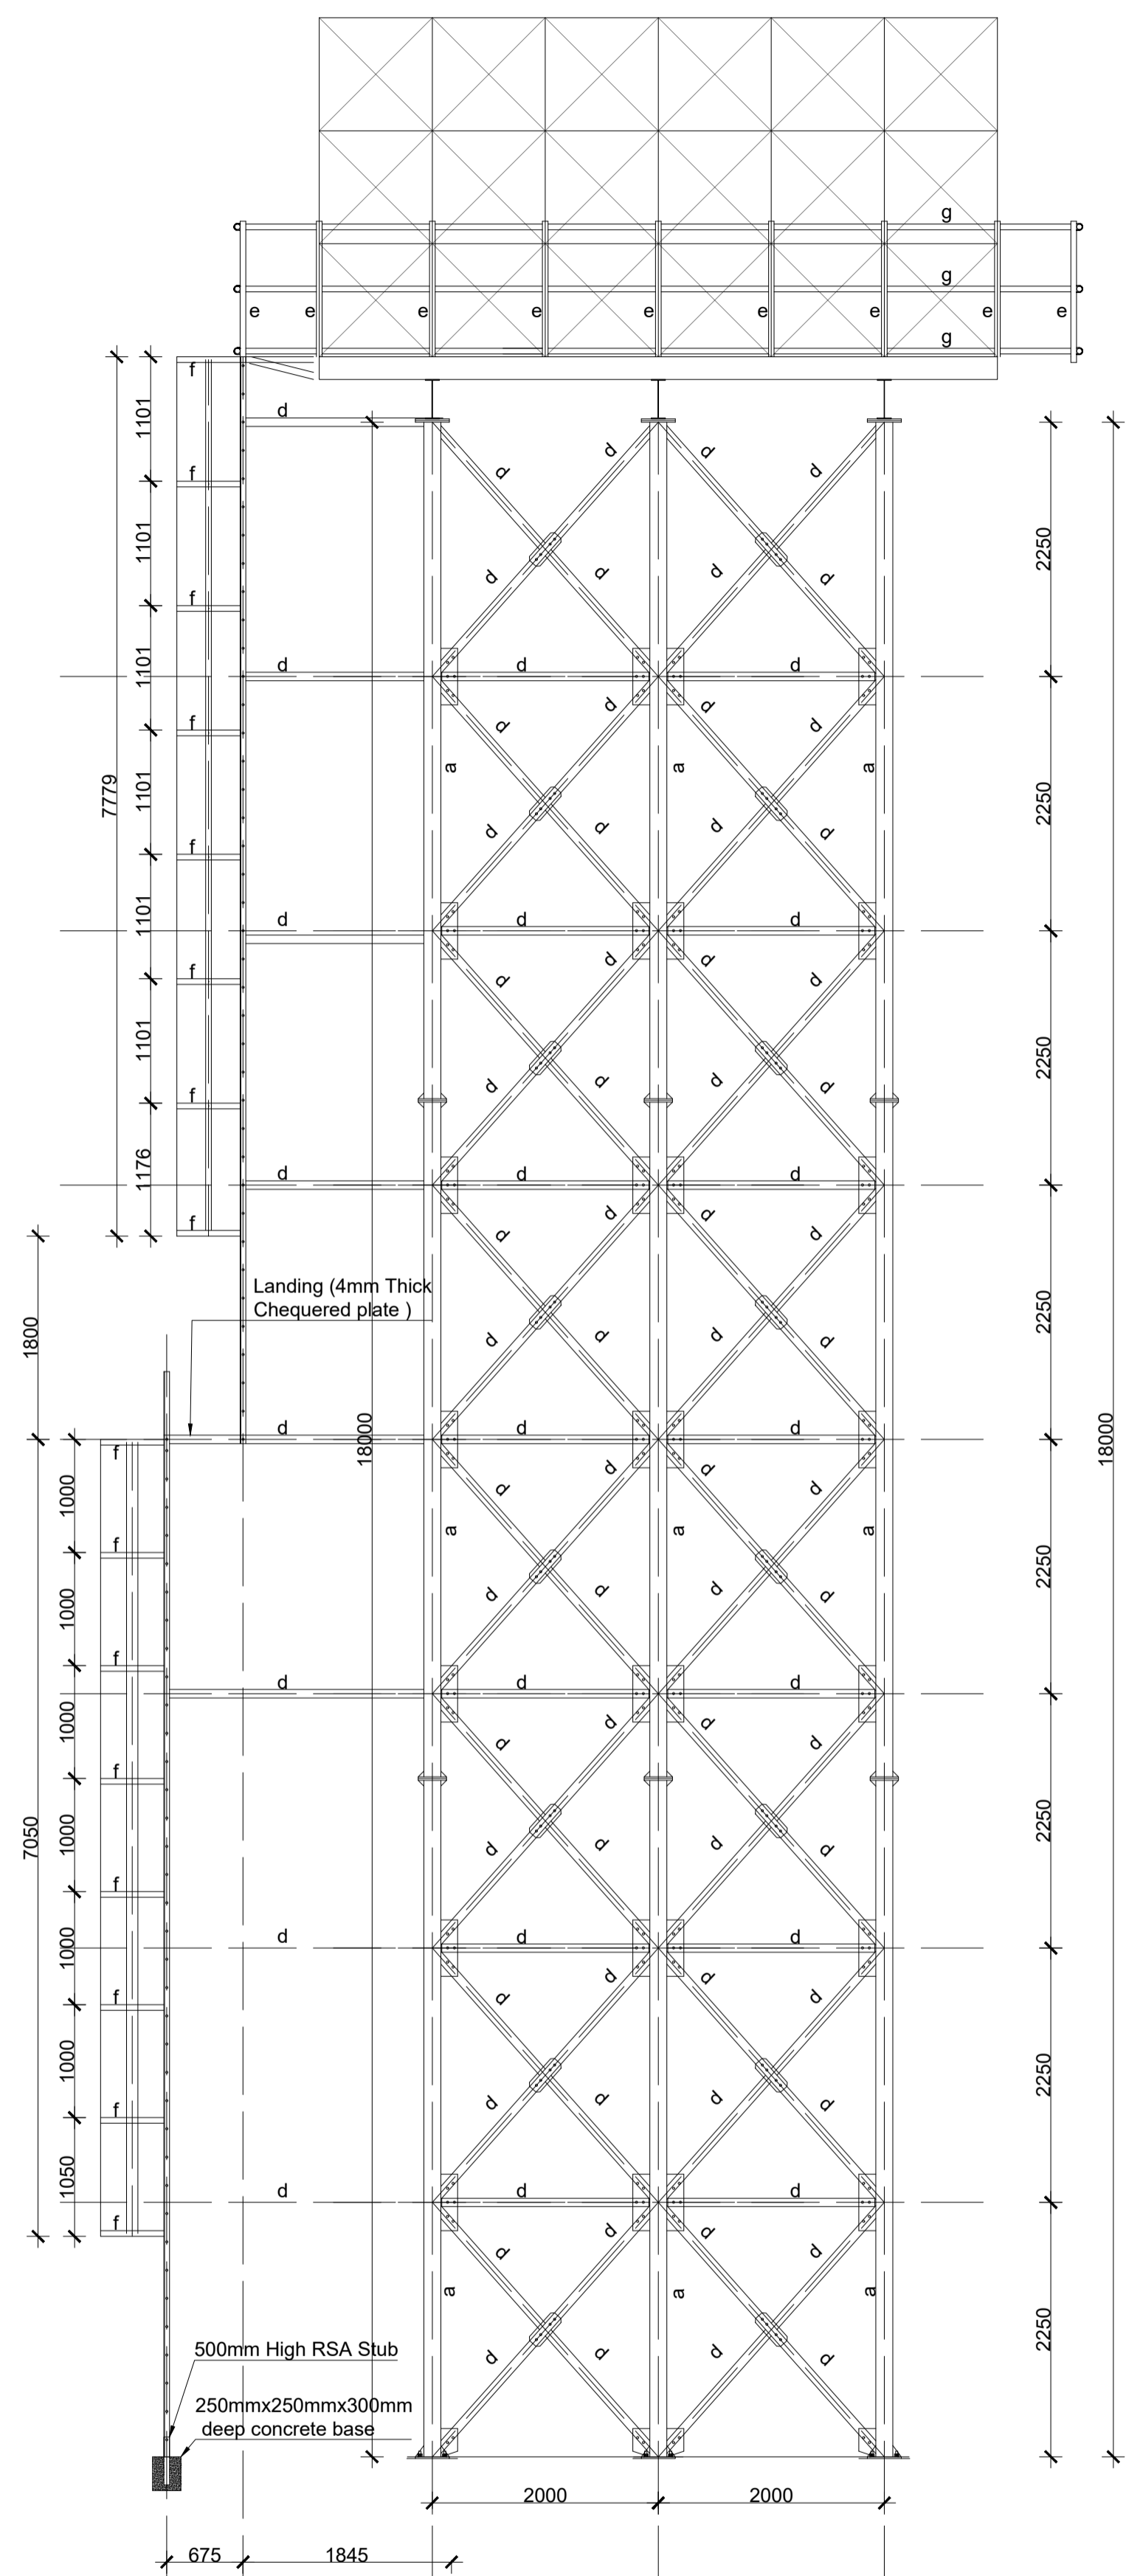 g
g
e e e e e e e e e
g
f
d
1101
d d d d
f
1101
2250
d d d d
f
1101
d d d
d d d d
1101
a a a
7779
2250
d d d d
f
d d d
1101
f
d d d d
1101
2250
d d d d
1176
d d d
f
d d d d
Landing (4mm Thick
Chequered plate )
1800
2250
d d d d
d d d
18000
18000
f
d d d d
1000
a a a
f
2250
d d d d
1000
f
d d d
1000
d d d d
f
7050
1000
2250
d d d d
f
1000
d d d
d d d d
f
1000
2250
d d d d
f
1050
d d d
f
d d d d
a a a
2250
500mm High RSA Stub
d d d d
250mmx250mmx300mm
deep concrete base
2000 2000
675 1845